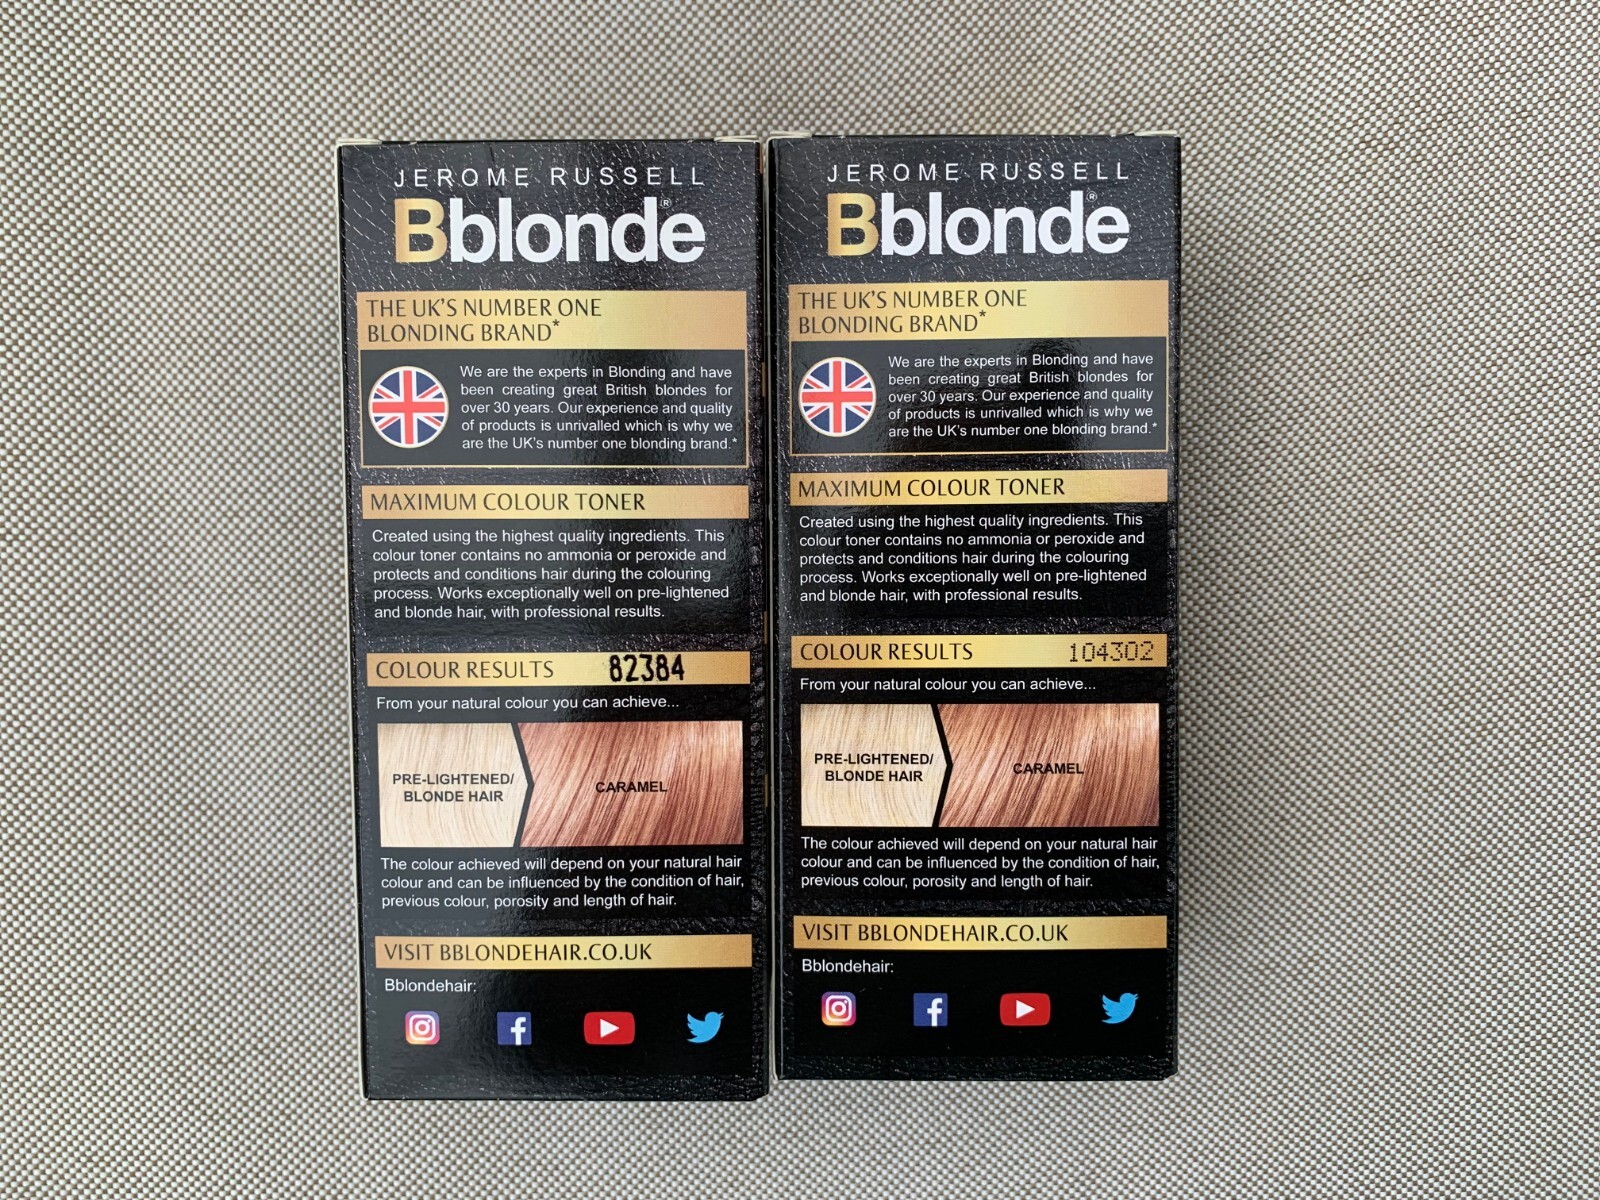 JEROME RUSSELL
Bblonde®
THE UK'S NUMBER ONE
BLONDING BRAND*
We are the experts in Blonding and have
been creating great British blondes for
over 30 years. Our experience and quality
of products is unrivalled which is why we
are the UK's number one blonding brand.*
MAXIMUM COLOUR TONER
Created using the highest quality ingredients. This
colour toner contains no ammonia or peroxide and
protects and conditions hair during the colouring
process. Works exceptionally well on pre-lightened
and blonde hair, with professional results.
COLOUR RESULTS 82384
From your natural colour you can achieve...
PRE-LIGHTENED/
BLONDE HAIR
CARAMEL
The colour achieved will depend on your natural hair
colour and can be influenced by the condition of hair,
previous colour, porosity and length of hair.
VISIT BBLONDEHAIR.CO.UK
Bblondehair:
JEROME RUSSELL
Bblonde®
THE UK'S NUMBER ONE
BLONDING BRAND*
We are the experts in Blonding and have
been creating great British blondes for
over 30 years. Our experience and quality
of products is unrivalled which is why we
are the UK's number one blonding brand.*
MAXIMUM COLOUR TONER
Created using the highest quality ingredients. This
colour toner contains no ammonia or peroxide and
protects and conditions hair during the colouring
process. Works exceptionally well on pre-lightened
and blonde hair, with professional results.
COLOUR RESULTS 104302
From your natural colour you can achieve...
PRE-LIGHTENED/
BLONDE HAIR
CARAMEL
The colour achieved will depend on your natural hair
colour and can be influenced by the condition of hair,
previous colour, porosity and length of hair.
VISIT BBLONDEHAIR.CO.UK
Bblondehair: